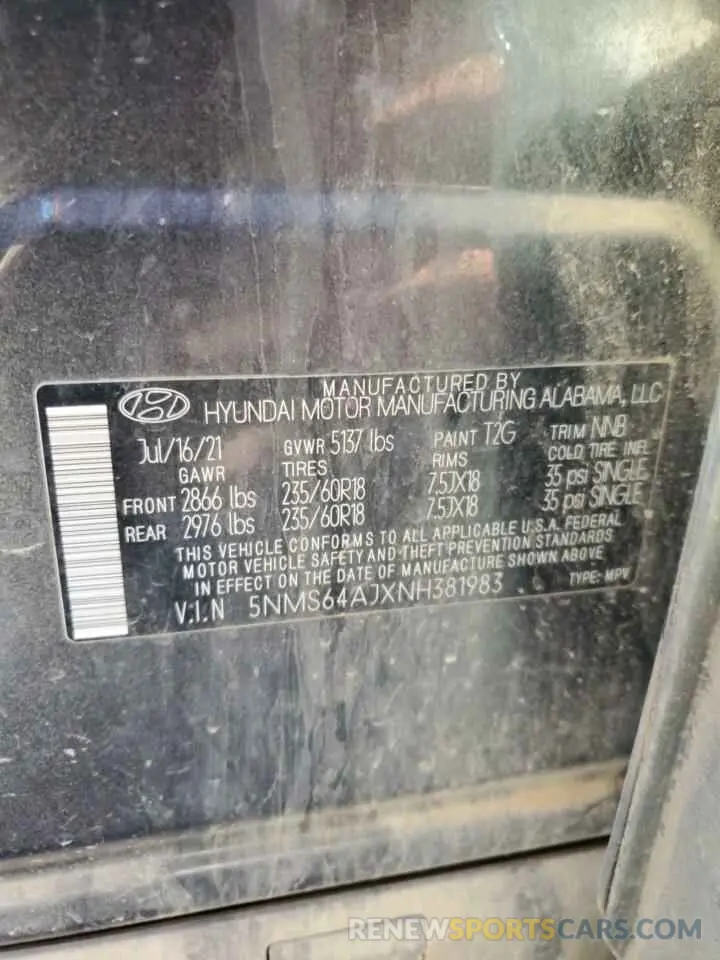 MANUFACTURED BY
HYUNDAI MOTOR MANUFACTURING ALABAMA, LLC
Jul/16/21 GVWR 5137 lbs PAINT T2G TRIM NNB
GAWR TIRES RIMS COLD TIRE INFL
FRONT 2866 lbs 235/60R18 7.5JX18 35 psi SINGLE
REAR 2976 lbs 235/60R18 7.5JX18 35 psi SINGLE
THIS VEHICLE CONFORMS TO ALL APPLICABLE U.S.A. FEDERAL
MOTOR VEHICLE SAFETY AND THEFT PREVENTION STANDARDS
IN EFFECT ON THE DATE OF MANUFACTURE SHOWN ABOVE
V.I.N 5NMS64AJXNH381983 TYPE: MPV
RENEWSPORTSCARS.COM